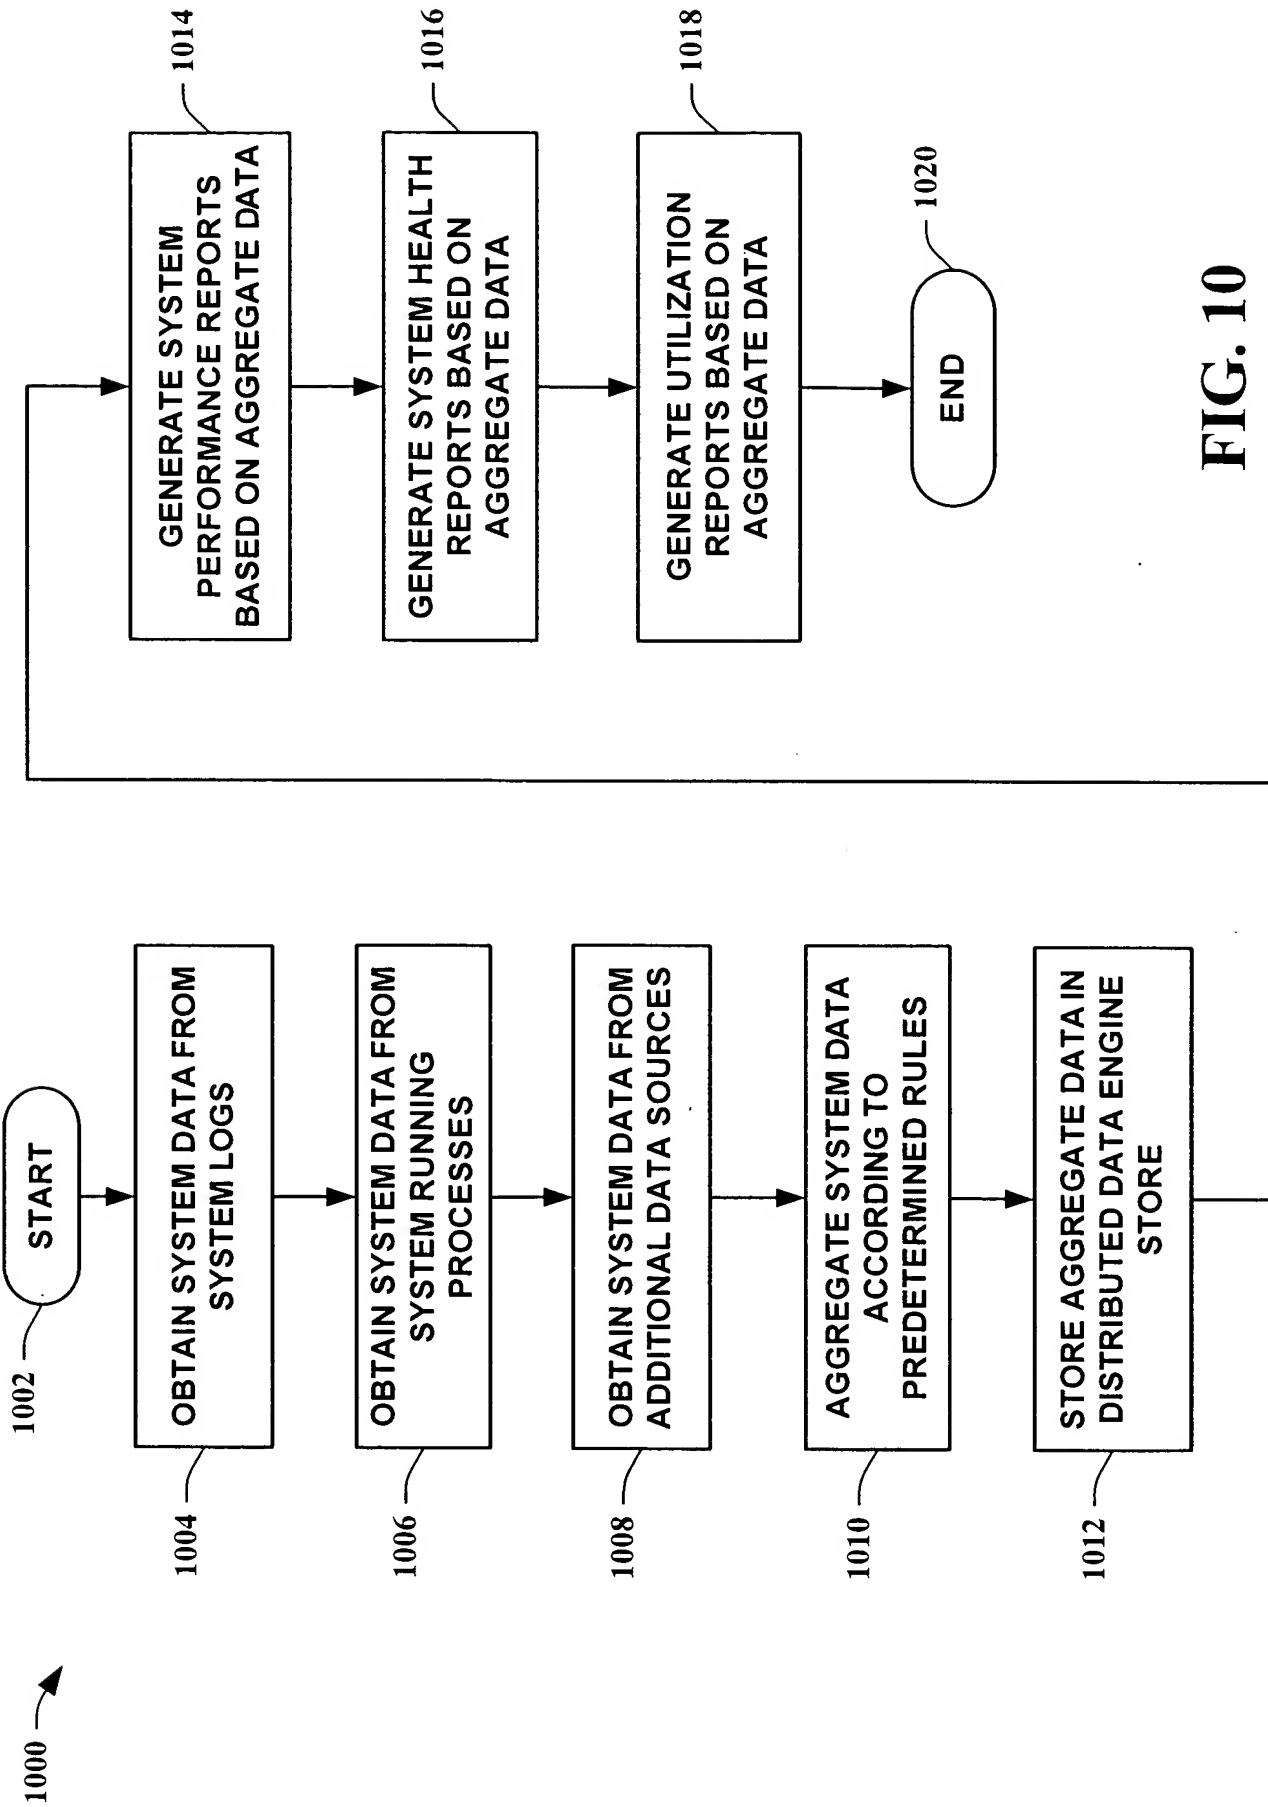 1000
1002
START
1004
OBTAIN SYSTEM DATA FROM
SYSTEM LOGS
1006
OBTAIN SYSTEM DATA FROM
SYSTEM RUNNING
PROCESSES
1008
OBTAIN SYSTEM DATA FROM
ADDITIONAL DATA SOURCES
1010
AGGREGATE SYSTEM DATA
ACCORDING TO
PREDETERMINED RULES
1012
STORE AGGREGATE DATA IN
DISTRIBUTED DATA ENGINE
STORE
1014
GENERATE SYSTEM
PERFORMANCE REPORTS
BASED ON AGGREGATE DATA
1016
GENERATE SYSTEM HEALTH
REPORTS BASED ON
AGGREGATE DATA
1018
GENERATE UTILIZATION
REPORTS BASED ON
AGGREGATE DATA
1020
END
FIG. 10